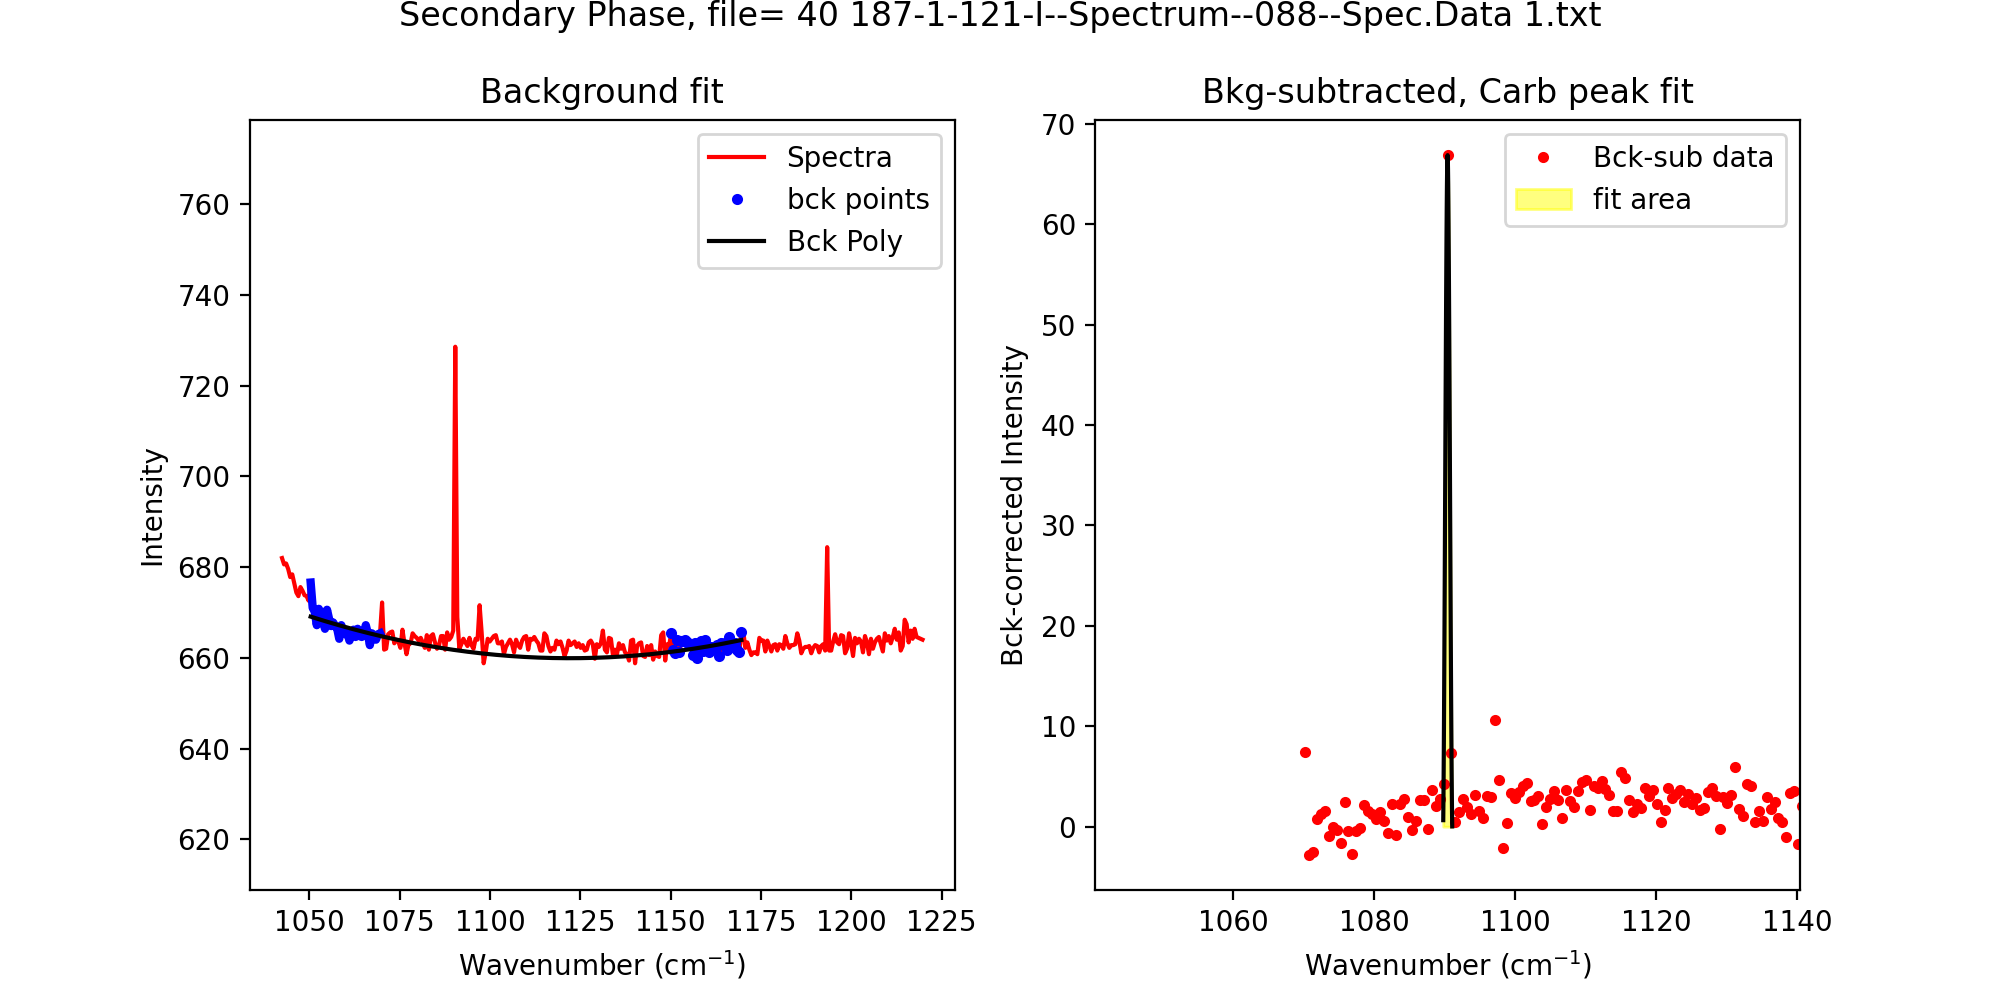 Secondary Phase, file= 40 187-1-121-I--Spectrum--088--Spec.Data 1.txt
Background fit
Spectra
bck points
Bck Poly
Intensity
760
740
720
700
680
660
640
620
1050 1075 1100 1125 1150 1175 1200 1225
Wavenumber (cm⁻¹)
Bkg-subtracted, Carb peak fit
Bck-sub data
fit area
Bck-corrected Intensity
70
60
50
40
30
20
10
0
1060 1080 1100 1120 1140
Wavenumber (cm⁻¹)